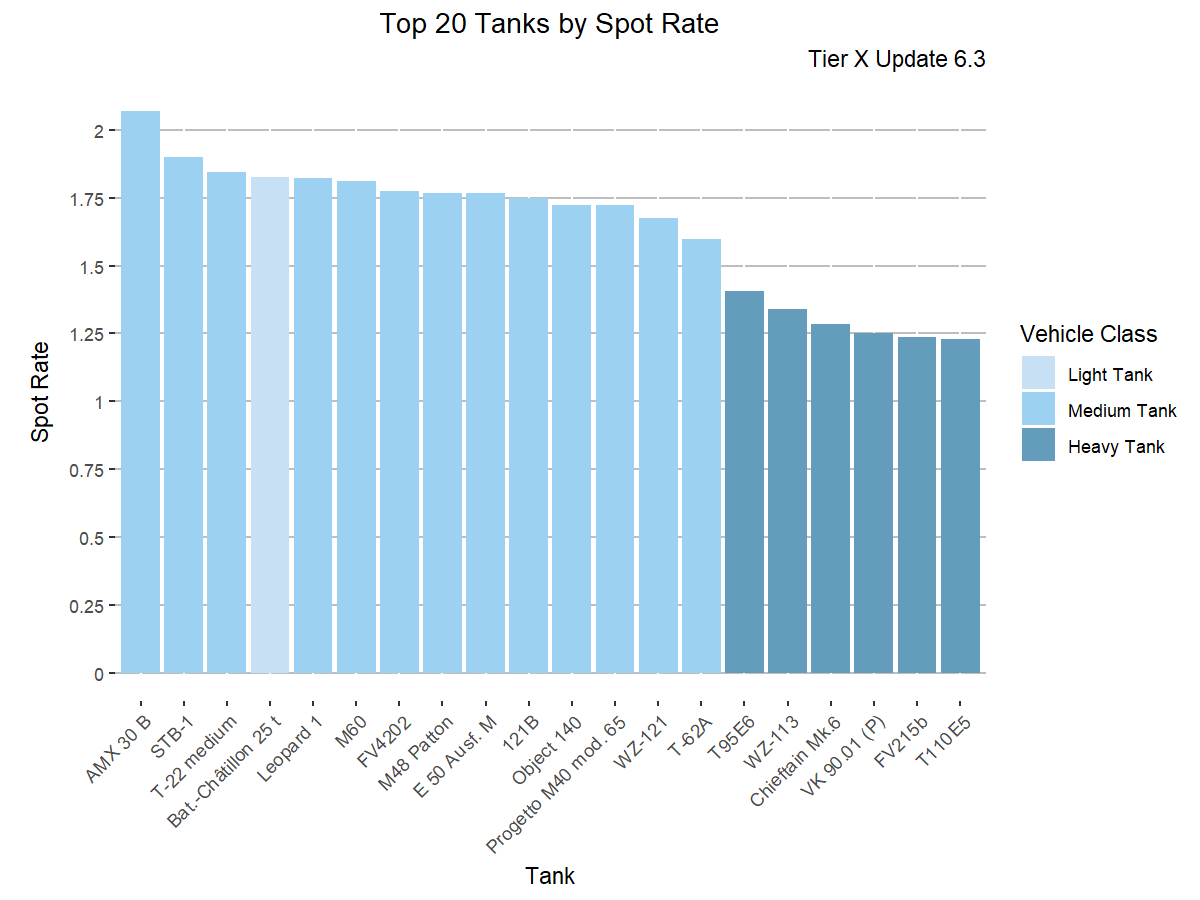 Top 20 Tanks by Spot Rate
Tier X Update 6.3
Spot Rate
2
1.75
1.5
1.25
1
0.75
0.5
0.25
0
AMX 30 B
STB-1
T-22 medium
Bat.-Châtillon 25 t
Leopard 1
M60
FV4202
M48 Patton
E 50 Ausf. M
121B
Object 140
Progetto M40 mod. 65
WZ-121
T-62A
T95E6
WZ-113
Chieftain Mk.6
VK 90.01 (P)
FV215b
T110E5
Tank
Vehicle Class
Light Tank
Medium Tank
Heavy Tank